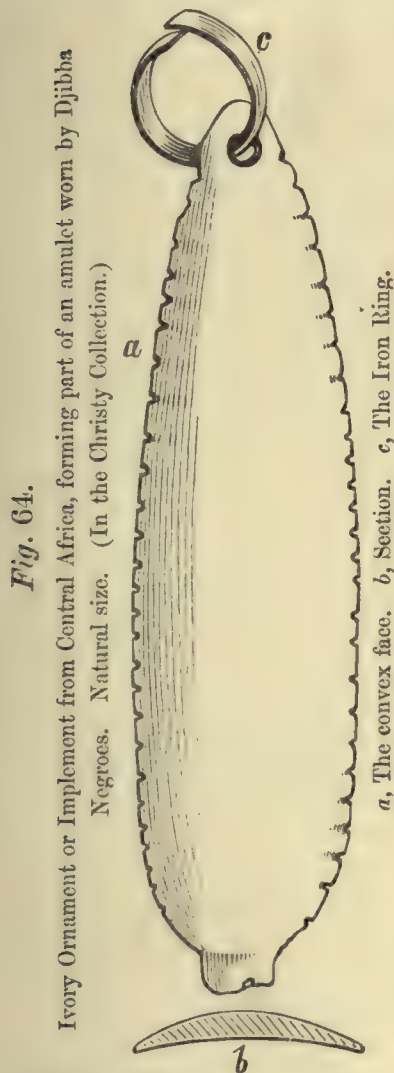 Fig. 64.
Ivory Ornament or Implement from Central Africa, forming part of an amulet worn by Djibba
Negroes. Natural size. (In the Christy Collection.)
a
c
b
a, The convex face. b, Section. c, The Iron Ring.